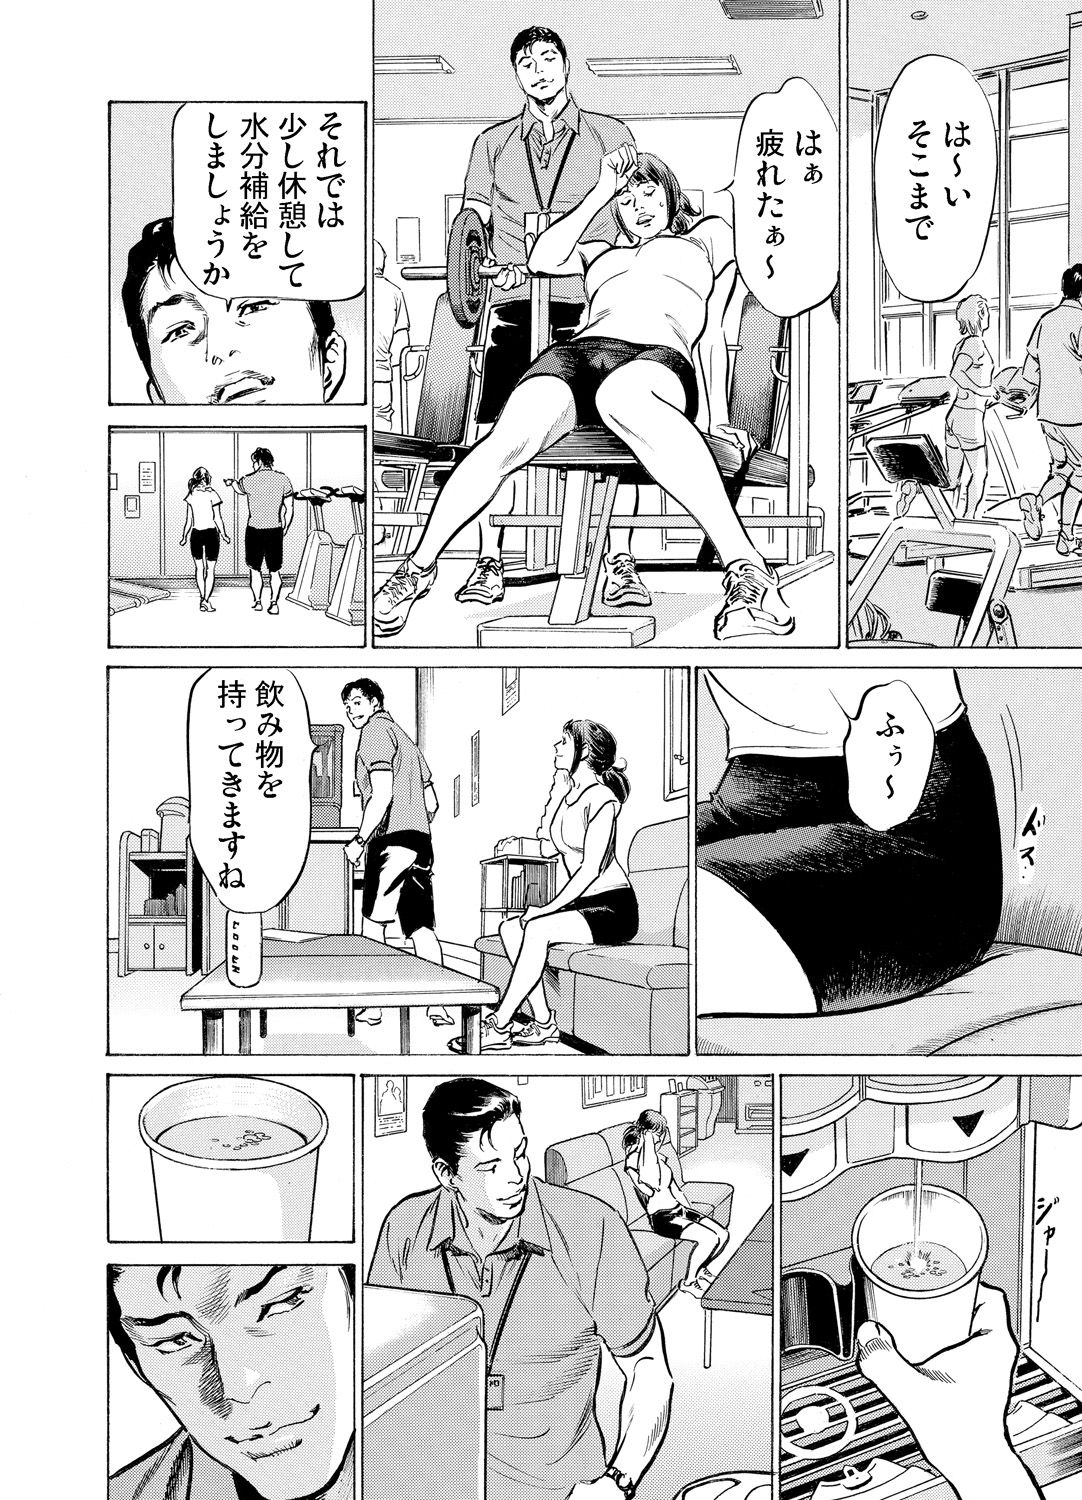 は～い
そこまで
はぁ
疲れたぁ～
それでは
少し休憩して
水分補給を
しましょうか
ふぅ～
ドス…
飲み物を
持ってきますね
ジャー